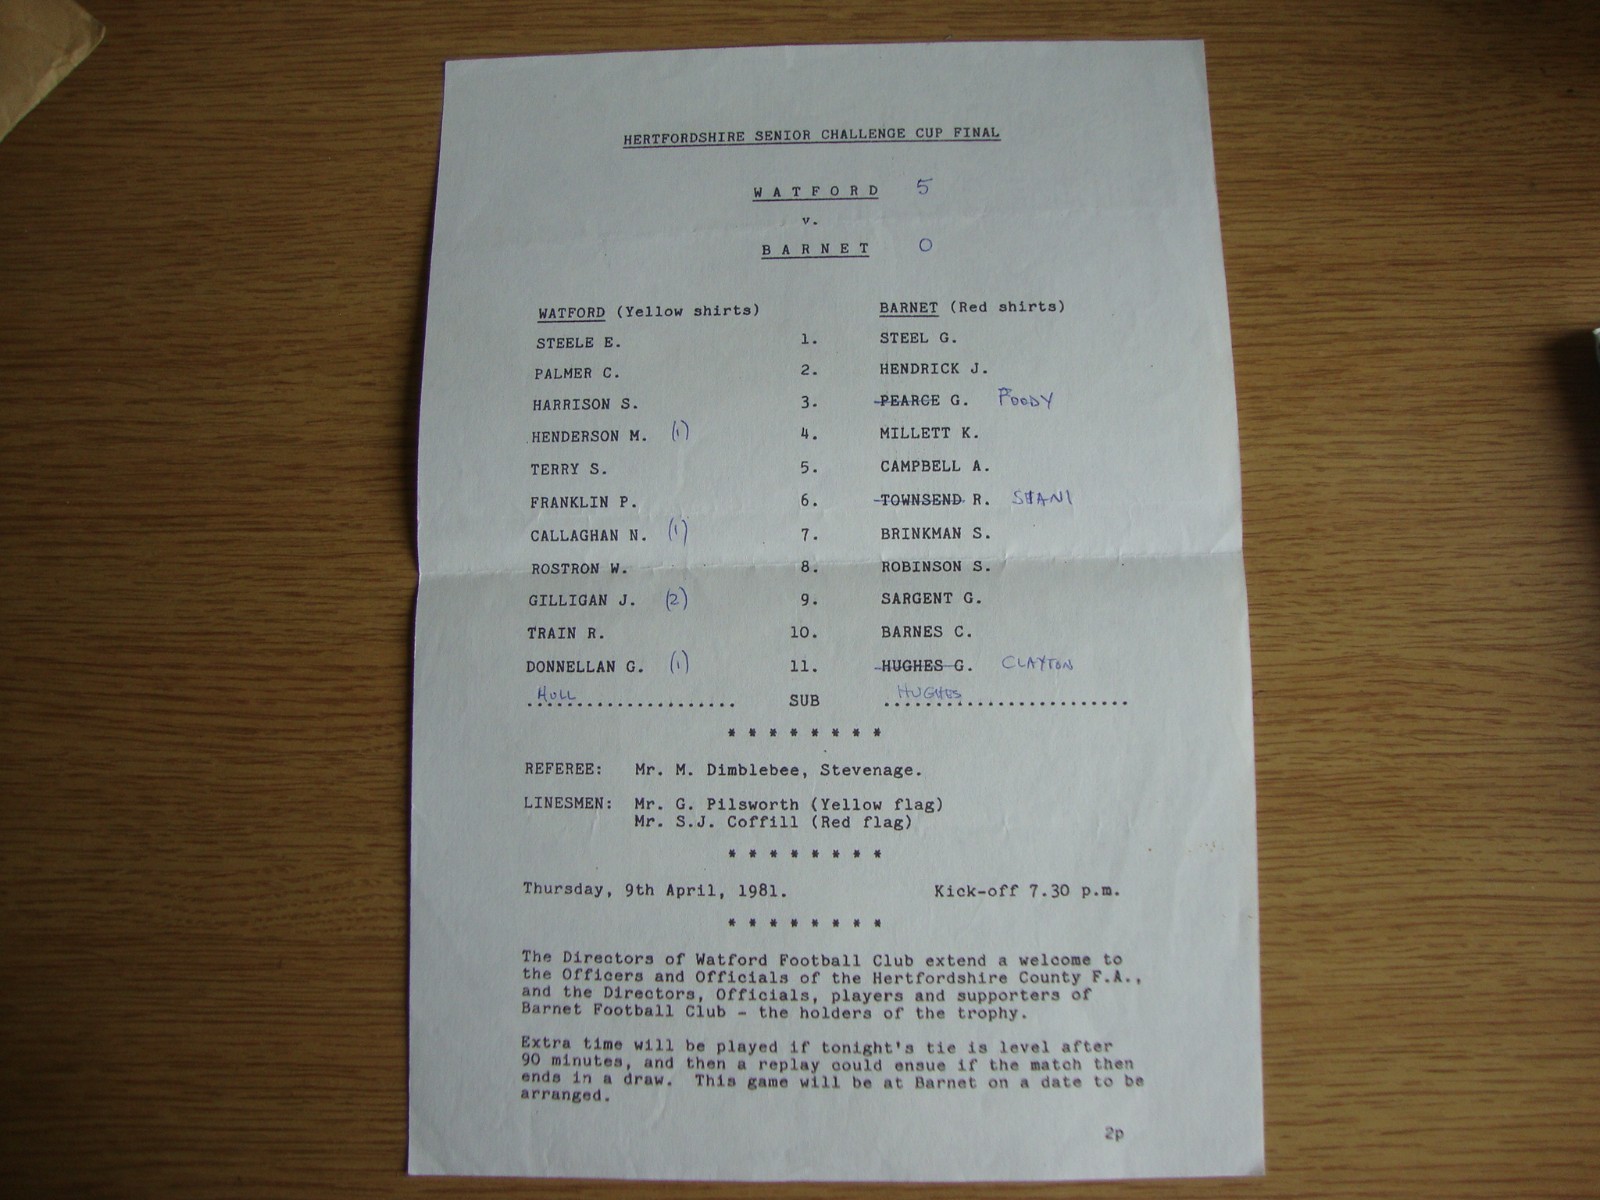 HERTFORDSHIRE SENIOR CHALLENGE CUP FINAL
WATFORD 5
v.
BARNET 0
WATFORD (Yellow shirts) BARNET (Red shirts)
STEELE E. 1. STEEL G.
PALMER C. 2. HENDRICK J.
HARRISON S. 3. PEARCE G. FOODY
HENDERSON M. (1) 4. MILLETT K.
TERRY S. 5. CAMPBELL A.
FRANKLIN P. 6. TOWNSEND R.
CALLAGHAN N. (1) 7. BRINKMAN S.
ROSTRON W. 8. ROBINSON S.
GILLIGAN J. (2) 9. SARGENT G.
TRAIN R. 10. BARNES C.
DONNELLAN G. (1) 11. HUGHES G. CLAYTON
HULL SUB HUGHES
* * * * * * * *
REFEREE: Mr. M. Dimblebee, Stevenage.
LINESMEN: Mr. G. Pilsworth (Yellow flag)
Mr. S.J. Coffill (Red flag)
* * * * * * * *
Thursday, 9th April, 1981. Kick-off 7.30 p.m.
* * * * * * * *
The Directors of Watford Football Club extend a welcome to
the Officers and Officials of the Hertfordshire County F.A.,
and the Directors, Officials, players and supporters of
Barnet Football Club - the holders of the trophy.
Extra time will be played if tonight's tie is level after
90 minutes, and then a replay could ensue if the match then
ends in a draw. This game will be at Barnet on a date to be
arranged.
2p